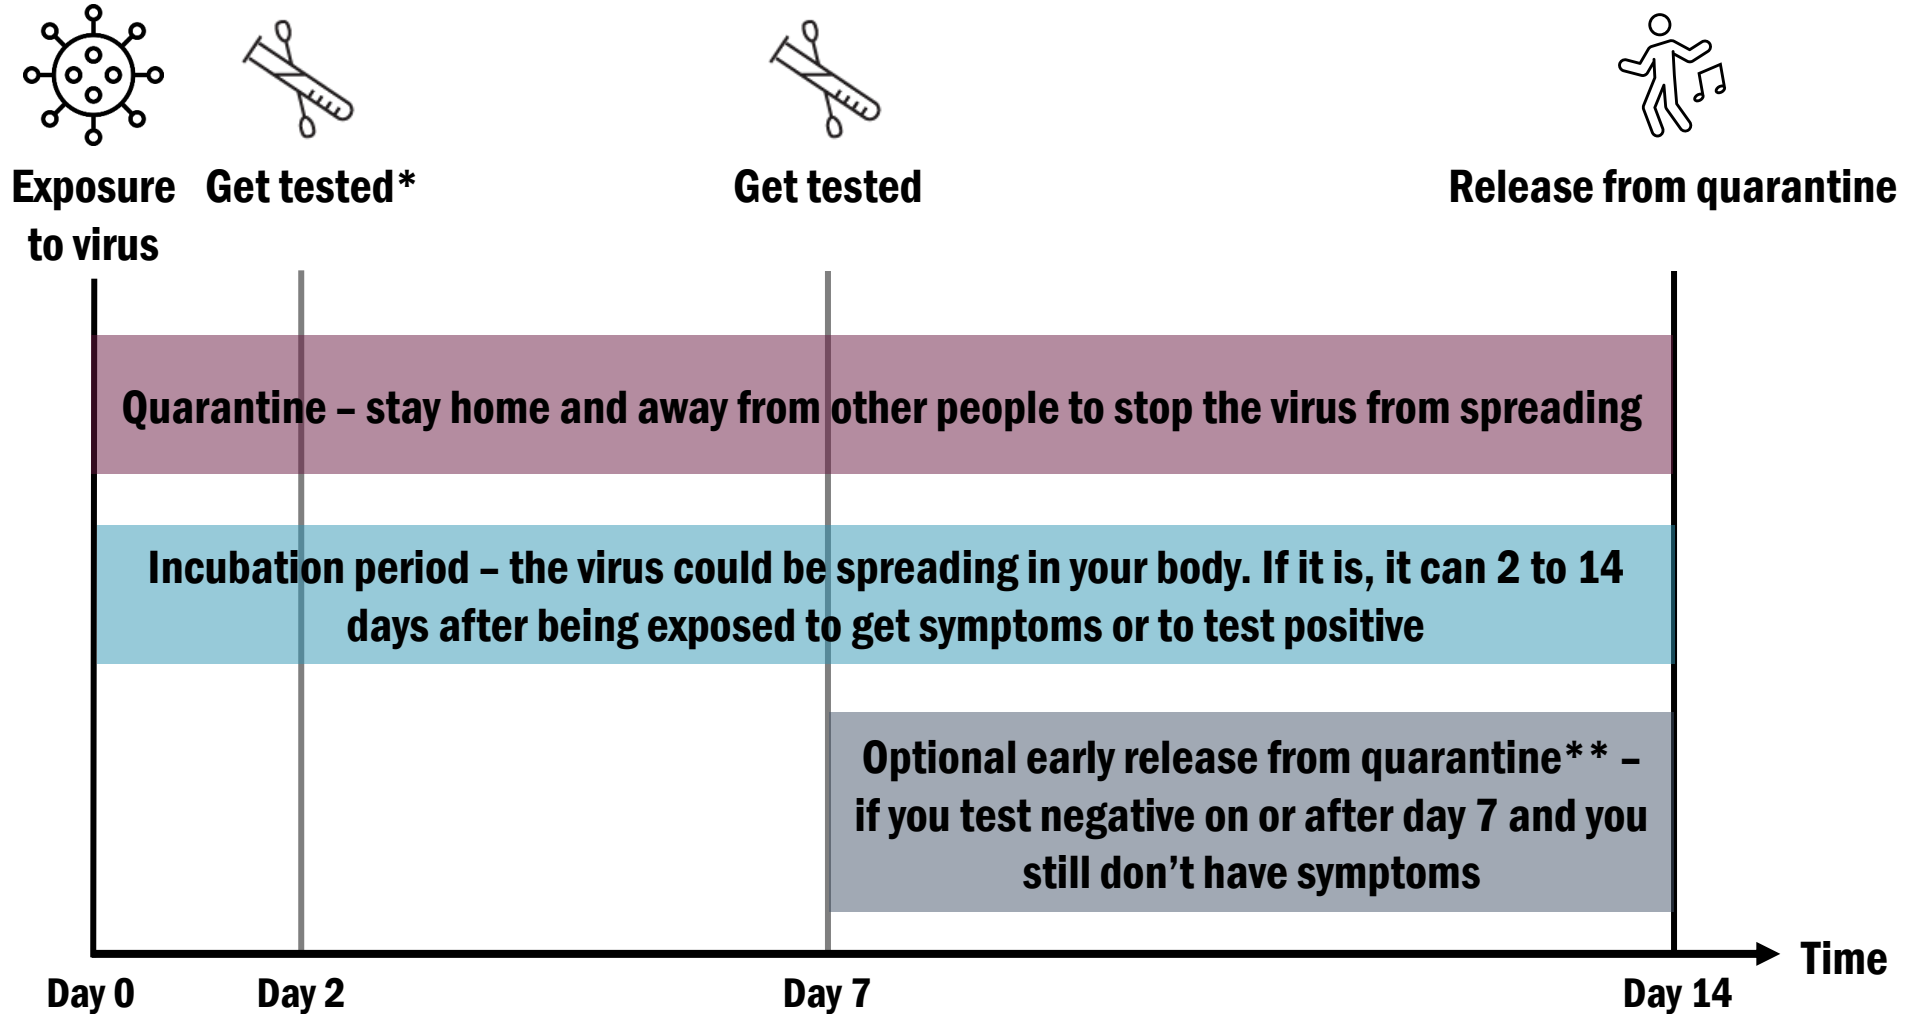 Exposure
to virus
Get tested*
Get tested
Release from quarantine
Quarantine – stay home and away from other people to stop the virus from spreading
Incubation period – the virus could be spreading in your body. If it is, it can 2 to 14
days after being exposed to get symptoms or to test positive
Optional early release from quarantine** –
if you test negative on or after day 7 and you
still don’t have symptoms
Time
Day 0
Day 2
Day 7
Day 14